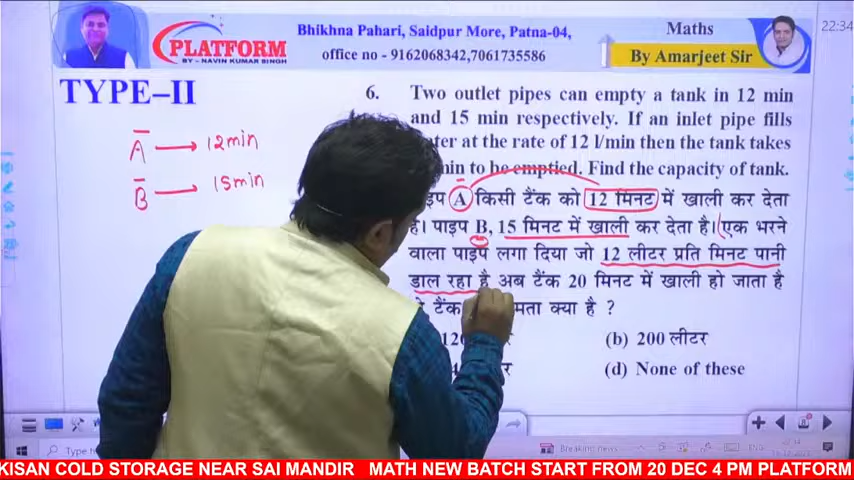 PLATFORM
BY - NAVIN KUMAR SINGH
Bhikhna Pahari, Saidpur More, Patna-04,
office no - 9162068342,7061735586
Maths
By Amarjeet Sir
22:34
TYPE–II
A → 12min
B → 15min
6. Two outlet pipes can empty a tank in 12 min
and 15 min respectively. If an inlet pipe fills
at the rate of 12 l/min then the tank takes
to be emptied. Find the capacity of tank.
A किसी टैंक को 12 मिनट में खाली कर देता
है। पाइप B, 15 मिनट में खाली कर देता है। एक भरने
वाला पाइप लगा दिया जो 12 लीटर प्रति मिनट पानी
डाल रहा है अब टैंक 20 मिनट में खाली हो जाता है
टैंक क्या है ?
(b) 200 लीटर
(d) None of these
Type
Breaking news
KISAN COLD STORAGE NEAR SAI MANDIR MATH NEW BATCH START FROM 20 DEC 4 PM PLATFORM